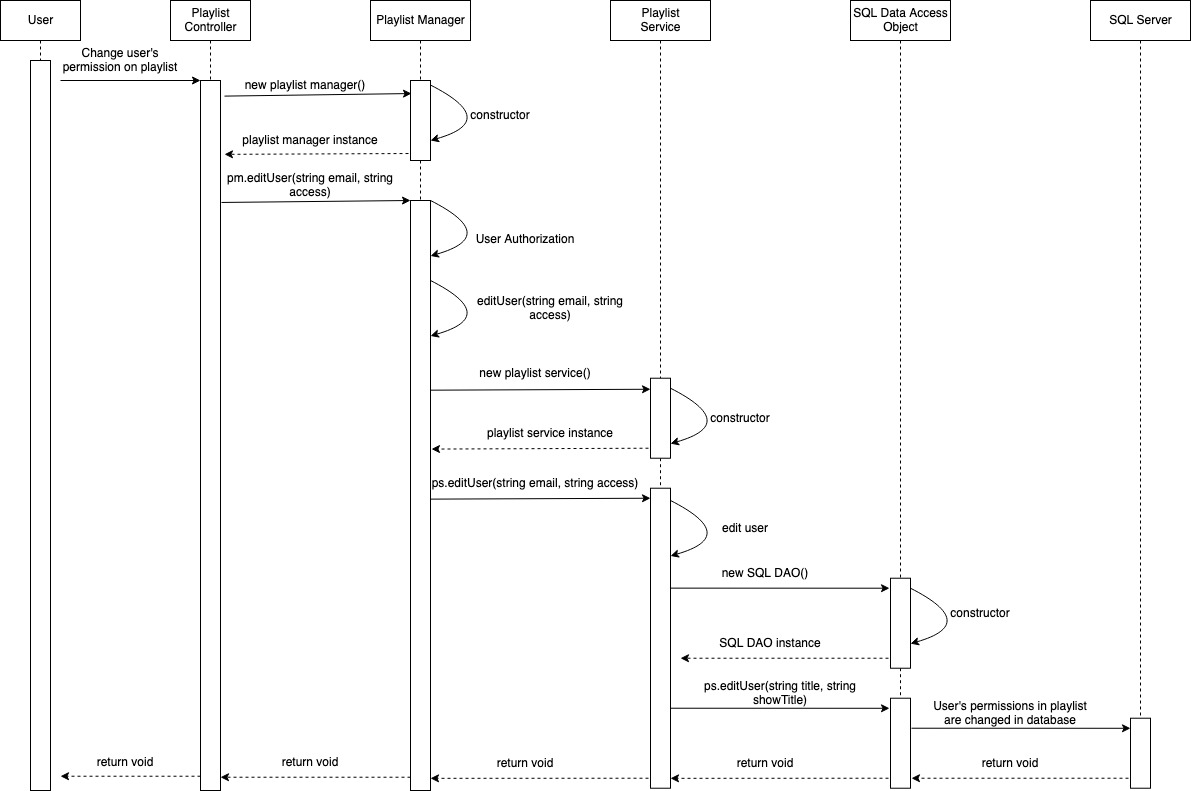 User
Playlist
Controller
Playlist Manager
Playlist
Service
SQL Data Access
Object
SQL Server
Change user's
permission on playlist
new playlist manager()
constructor
playlist manager instance
pm.editUser(string email, string
access)
User Authorization
editUser(string email, string
access)
new playlist service()
constructor
playlist service instance
ps.editUser(string email, string access)
edit user
new SQL DAO()
constructor
SQL DAO instance
ps.editUser(string title, string
showTitle)
User's permissions in playlist
are changed in database
return void
return void
return void
return void
return void